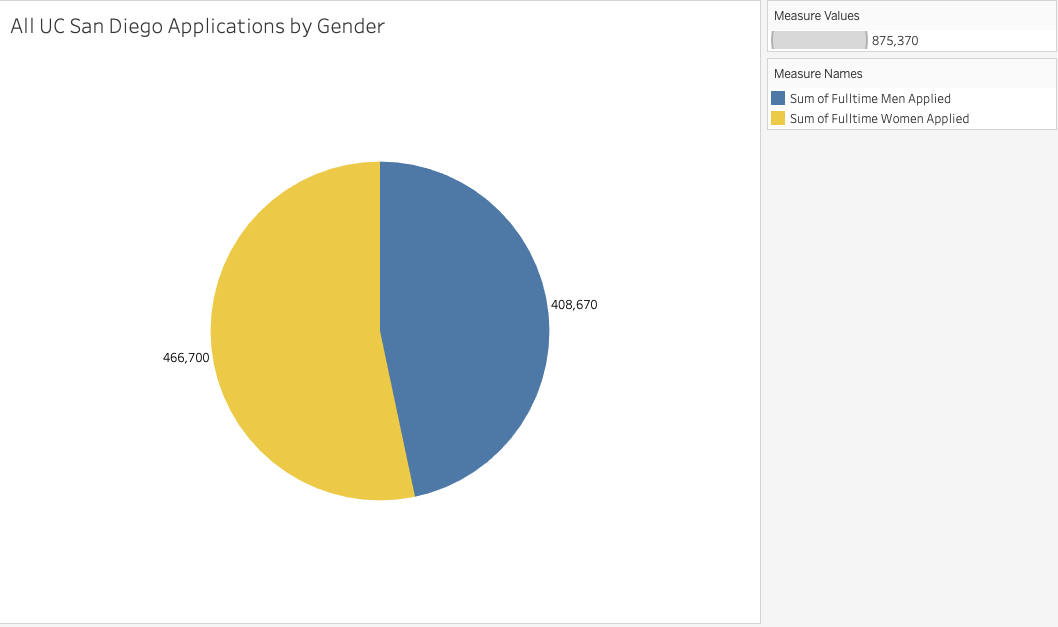 All UC San Diego Applications by Gender
408,670
466,700
Measure Values
875,370
Measure Names
Sum of Fulltime Men Applied
Sum of Fulltime Women Applied